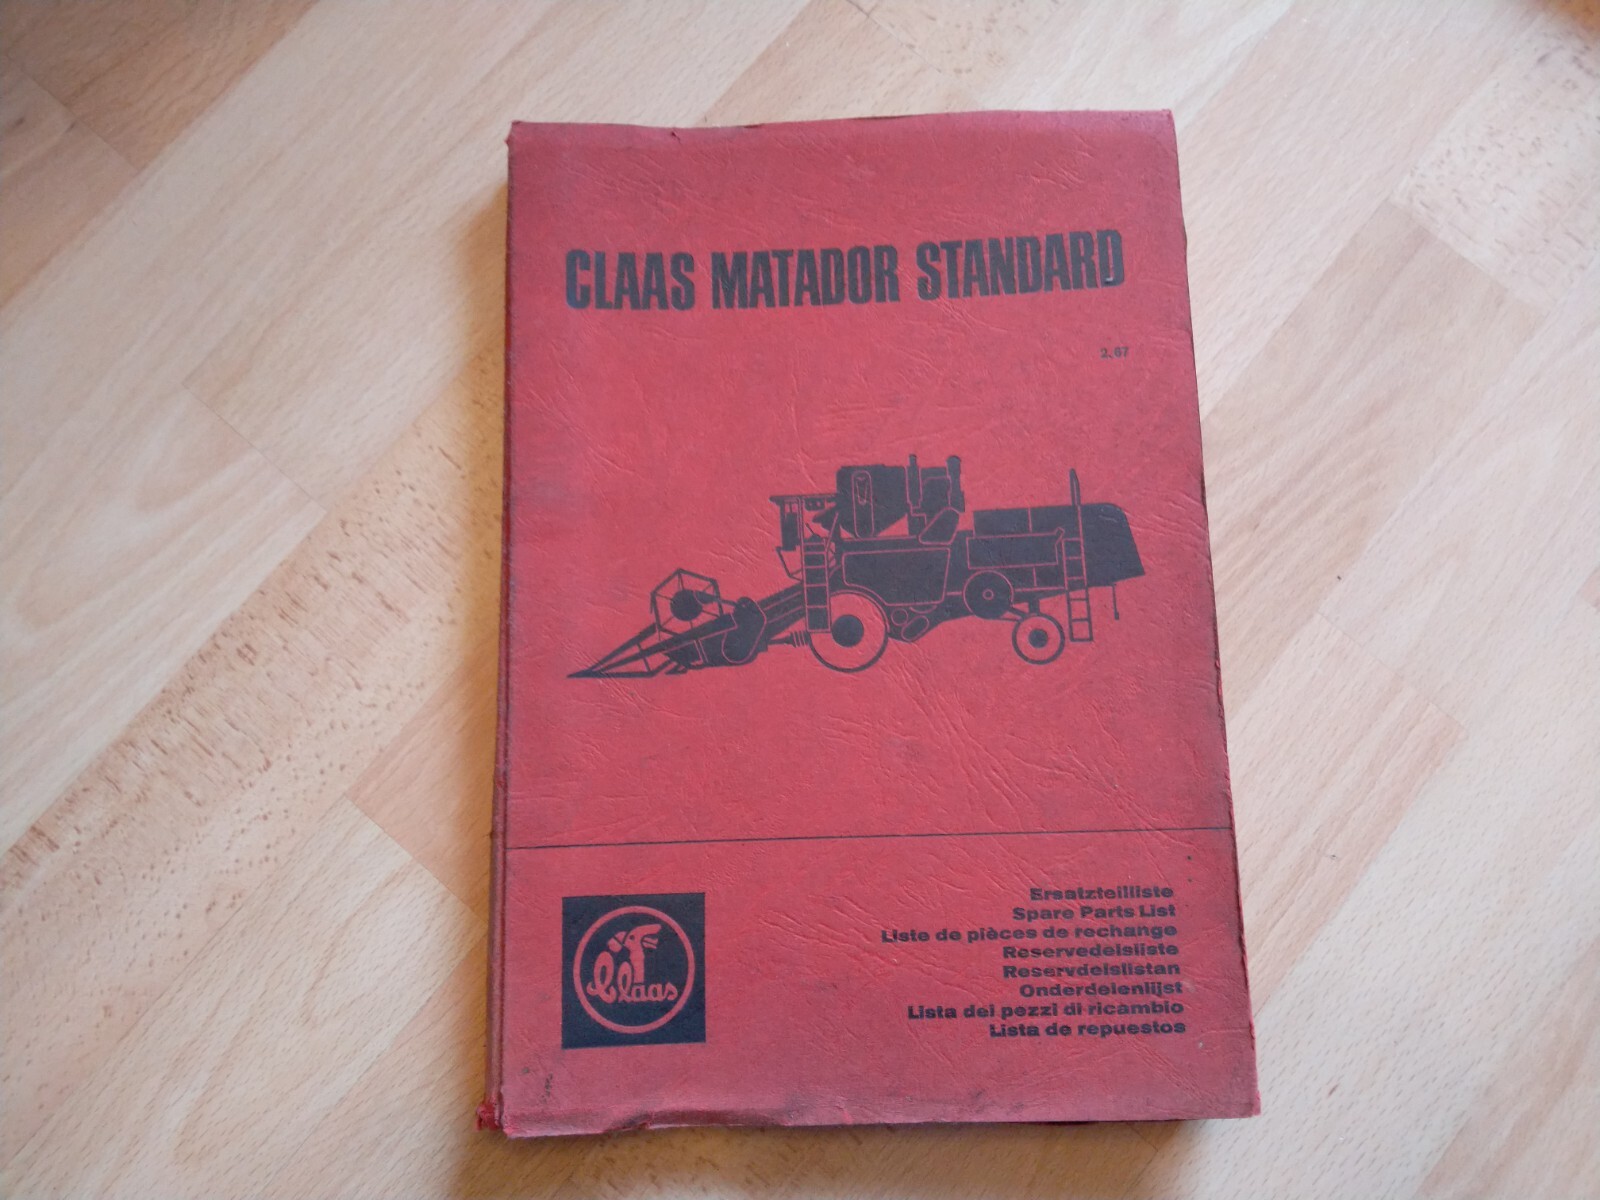 CLAAS MATADOR STANDARD
2.67
Ersatzteilliste
Spare Parts List
Liste de pièces de rechange
Reservedelsliste
Reservdelslistan
Onderdelenlijst
Lista dei pezzi di ricambio
Lista de repuestos
Claas